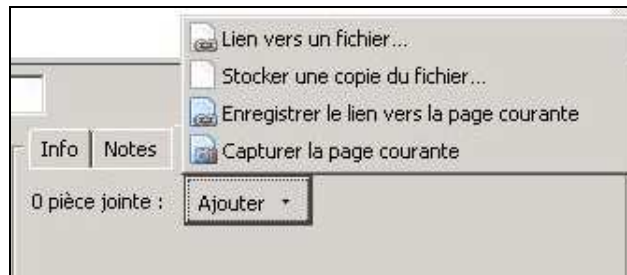 Lien vers un fichier...
Stocker une copie du fichier...
Enregistrer le lien vers la page courante
Capturer la page courante
Info Notes
0 pièce jointe : Ajouter